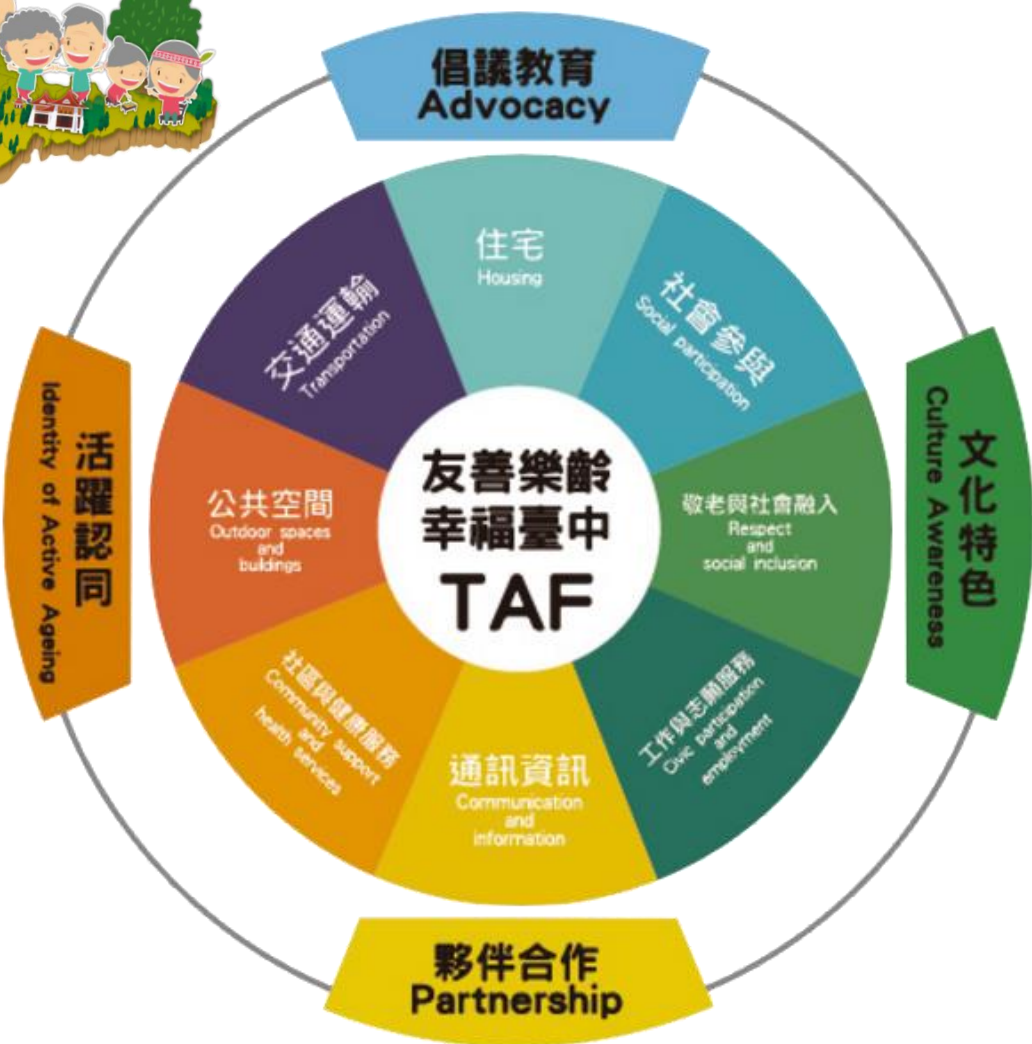 倡議教育
Advocacy
住宅
Housing
社會參與
Social participation
文化特色
Culture Awareness
敬老與社會融入
Respect
and
social inclusion
工作與志願服務
Civic participation
and
employment
通訊資訊
Communication
and
information
社區與健康服務
Community support
and
health services
公共空間
Outdoor spaces
and
buildings
交通運輸
Transportation
活躍認同
Identity of Active Ageing
友善樂齡
幸福臺中
TAF
夥伴合作
Partnership